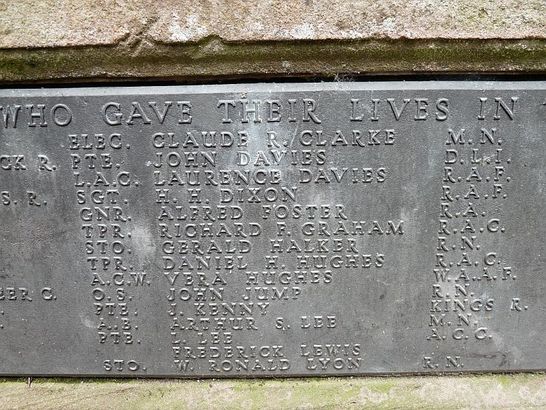 WHO GAVE THEIR LIVES IN
ELEC. CLAUDE R. CLARKE M.N.
CK R. PTE. JOHN DAVIES D.L.I.
L.A.C. LAURENCE DAVIES R.A.F.
S. R. SGT. H. H. DIXON R.A.F.
GNR. ALFRED FOSTER R.A.
TPR. RICHARD F. GRAHAM R.A.C.
STO. GERALD HALKER R.N.
TPR. DANIEL H. HUGHES R.A.C.
A.C.W. VERA HUGHES W.A.A.F.
BER C. O.S. JOHN JUMP R.N.
PTE. J. KENNY KINGS R.
A.B. ARTHUR S. LEE M.N.
PTE. L. LEE A.C.C.
FREDERICK LEWIS
STO. W. RONALD LYON R.N.